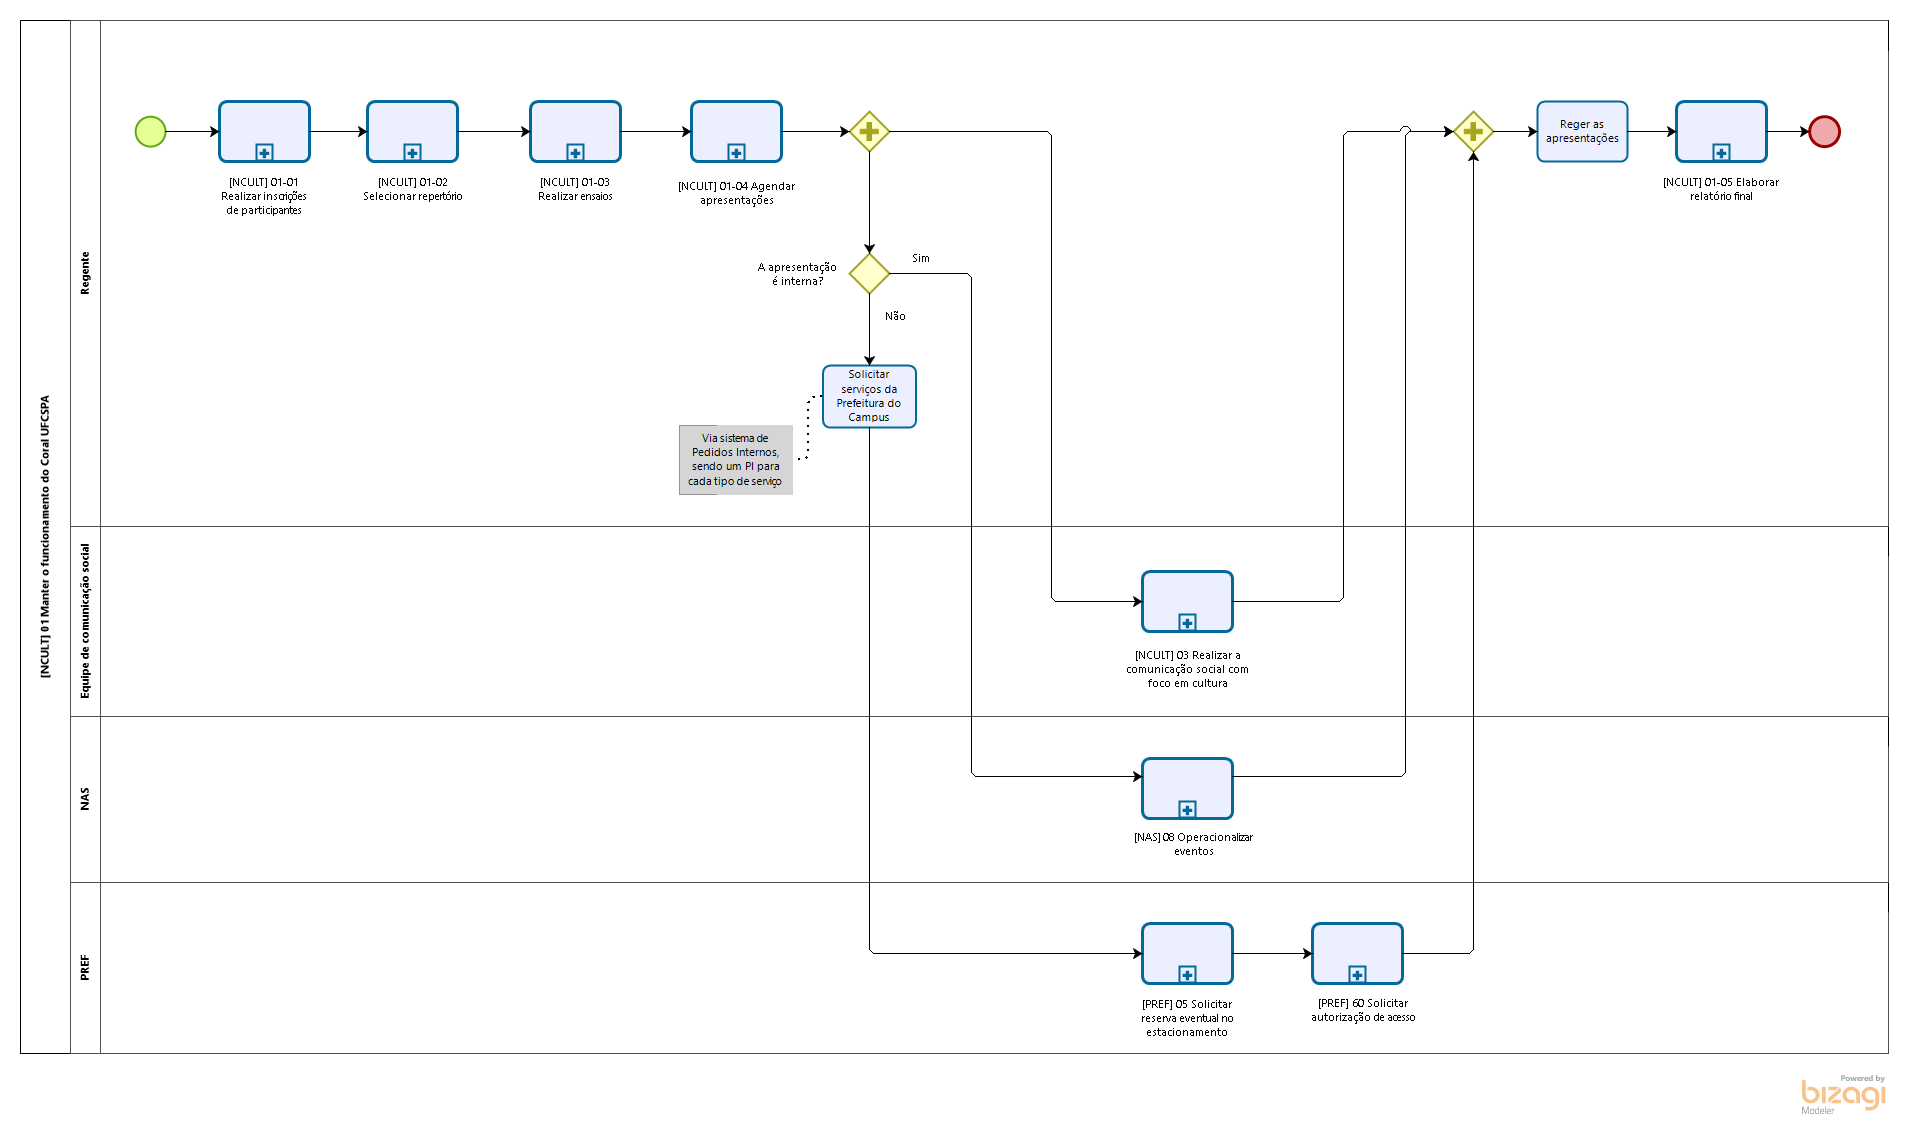 [NCULT] 01 Manter o funcionamento do Coral UFCSPA
Regente
[NCULT] 01-01
Realizar inscrições
de participantes
[NCULT] 01-02
Selecionar repertório
[NCULT] 01-03
Realizar ensaios
[NCULT] 01-04 Agendar
apresentações
Reger as
apresentações
[NCULT] 01-05 Elaborar
relatório final
A apresentação
é interna?
Sim
Não
Solicitar
serviços da
Prefeitura do
Campus
Via sistema de
Pedidos Internos,
sendo um PI para
cada tipo de serviço
Equipe de comunicação social
[NCULT] 03 Realizar a
comunicação social com
foco em cultura
NAS
[NAS] 08 Operacionalizar
eventos
PREF
[PREF] 05 Solicitar
reserva eventual no
estacionamento
[PREF] 60 Solicitar
autorização de acesso
Powered by
bizagi
Modeler